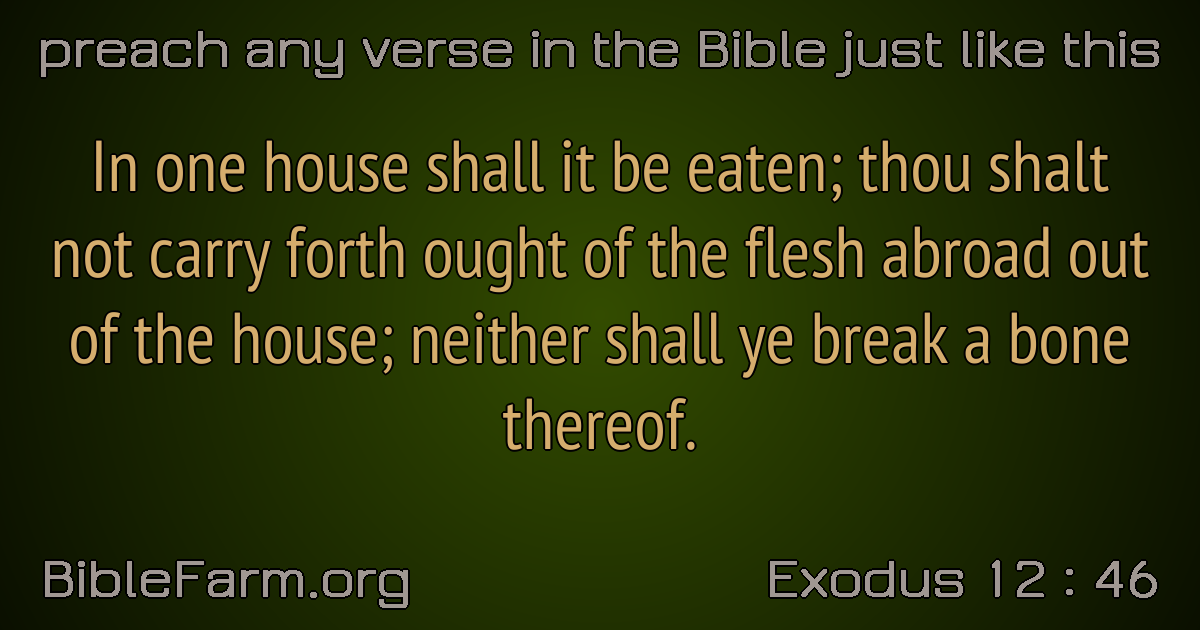 preach any verse in the Bible just like this
In one house shall it be eaten; thou shalt
not carry forth ought of the flesh abroad out
of the house; neither shall ye break a bone
thereof.
BibleFarm.org
Exodus 12 : 46